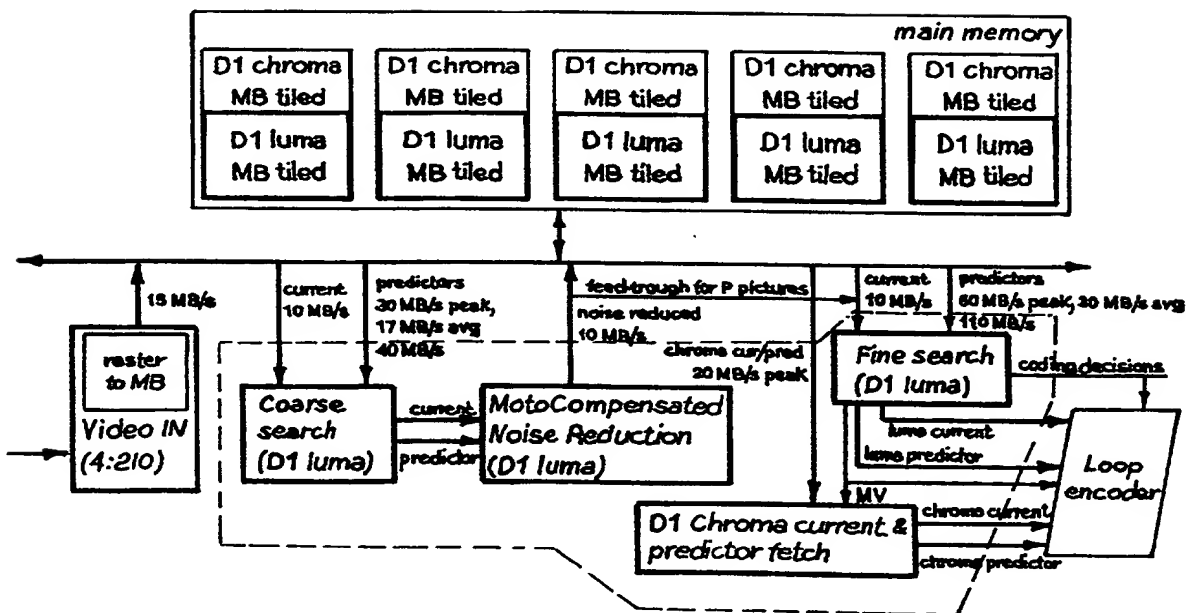 main memory
D1 chroma
MB tiled
D1 luma
MB tiled
D1 chroma
MB tiled
D1 luma
MB tiled
D1 chroma
MB tiled
D1 luma
MB tiled
D1 chroma
MB tiled
D1 luma
MB tiled
D1 chroma
MB tiled
D1 luma
MB tiled
15 MB/s
current
10 MB/s
predictors
30 MB/s peak,
17 MB/s avg
40 MB/s
feed-trough for P pictures
noise reduced
10 MB/s
chroma cur/pred
20 MB/s peak
current
10 MB/s
predictors
60 MB/s peak, 30 MB/s avg
110 MB/s
raster
to MB
Video IN
(4:210)
Coarse
search
(D1 luma)
current
predictor
MotoCompensated
Noise Reduction
(D1 luma)
Fine search
(D1 luma)
coding decisions
luma current
luma predictor
MV
Loop
encoder
D1 Chroma current &
predictor fetch
chroma current
chroma predictor